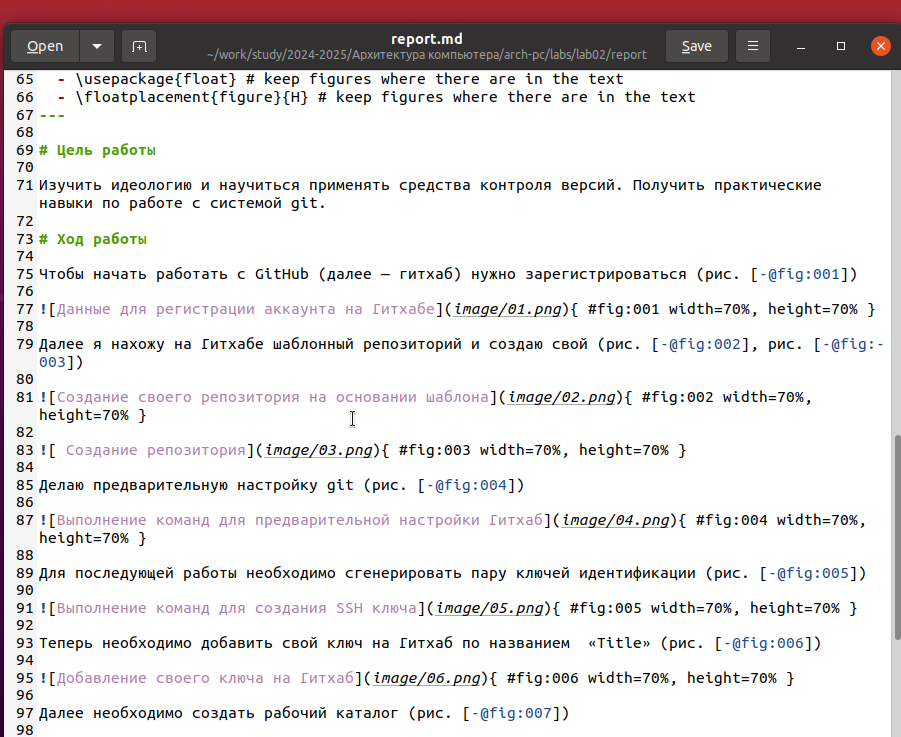 Open
report.md
~/work/study/2024-2025/Архитектура компьютера/arch-pc/labs/lab02/report
Save
65 - \usepackage{float} # keep figures where there are in the text
66 - \floatplacement{figure}{H} # keep figures where there are in the text
67 ---
68
69 # Цель работы
70
71 Изучить идеологию и научиться применять средства контроля версий. Получить практические
навыки по работе с системой git.
72
73 # Ход работы
74
75 Чтобы начать работать с GitHub (далее – гитхаб) нужно зарегистрироваться (рис. [-@fig:001])
76
77 ![Данные для регистрации аккаунта на Гитхабе](image/01.png){ #fig:001 width=70%, height=70% }
78
79 Далее я нахожу на Гитхабе шаблонный репозиторий и создаю свой (рис. [-@fig:002], рис. [-@fig:-
003])
80
81 ![Создание своего репозитория на основании шаблона](image/02.png){ #fig:002 width=70%,
height=70% }
82
83 ![ Создание репозитория](image/03.png){ #fig:003 width=70%, height=70% }
84
85 Делаю предварительную настройку git (рис. [-@fig:004])
86
87 ![Выполнение команд для предварительной настройки Гитхаб](image/04.png){ #fig:004 width=70%,
height=70% }
88
89 Для последующей работы необходимо сгенерировать пару ключей идентификации (рис. [-@fig:005])
90
91 ![Выполнение команд для создания SSH ключа](image/05.png){ #fig:005 width=70%, height=70% }
92
93 Теперь необходимо добавить свой ключ на Гитхаб по названием  «Title» (рис. [-@fig:006])
94
95 ![Добавление своего ключа на Гитхаб](image/06.png){ #fig:006 width=70%, height=70% }
96
97 Далее необходимо создать рабочий каталог (рис. [-@fig:007])
98